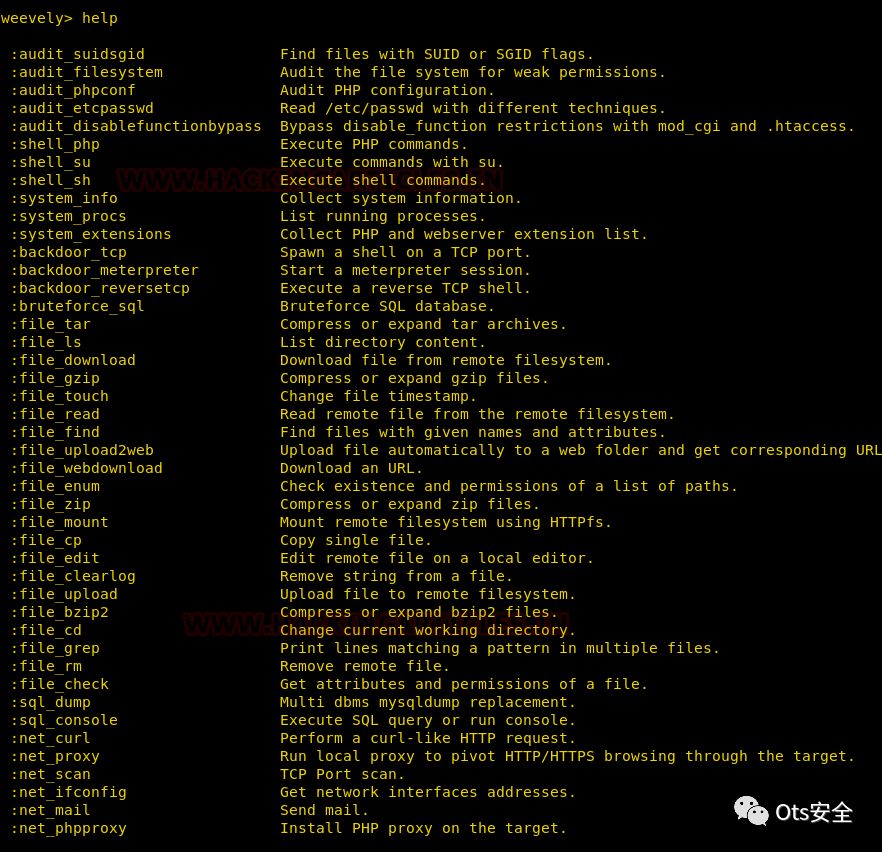 weevely> help
:audit_suidsgid Find files with SUID or SGID flags.
:audit_filesystem Audit the file system for weak permissions.
:audit_phpconf Audit PHP configuration.
:audit_etcpasswd Read /etc/passwd with different techniques.
:audit_disablefunctionbypass Bypass disable_function restrictions with mod_cgi and .htaccess.
:shell_php Execute PHP commands.
:shell_su Execute commands with su.
:shell_sh Execute shell commands.
:system_info Collect system information.
:system_procs List running processes.
:system_extensions Collect PHP and webserver extension list.
:backdoor_tcp Spawn a shell on a TCP port.
:backdoor_meterpreter Start a meterpreter session.
:backdoor_reversetcp Execute a reverse TCP shell.
:bruteforce_sql Bruteforce SQL database.
:file_tar Compress or expand tar archives.
:file_ls List directory content.
:file_download Download file from remote filesystem.
:file_gzip Compress or expand gzip files.
:file_touch Change file timestamp.
:file_read Read remote file from the remote filesystem.
:file_find Find files with given names and attributes.
:file_upload2web Upload file automatically to a web folder and get corresponding URL
:file_webdownload Download an URL.
:file_enum Check existence and permissions of a list of paths.
:file_zip Compress or expand zip files.
:file_mount Mount remote filesystem using HTTPfs.
:file_cp Copy single file.
:file_edit Edit remote file on a local editor.
:file_clearlog Remove string from a file.
:file_upload Upload file to remote filesystem.
:file_bzip2 Compress or expand bzip2 files.
:file_cd Change current working directory.
:file_grep Print lines matching a pattern in multiple files.
:file_rm Remove remote file.
:file_check Get attributes and permissions of a file.
:sql_dump Multi dbms mysqldump replacement.
:sql_console Execute SQL query or run console.
:net_curl Perform a curl-like HTTP request.
:net_proxy Run local proxy to pivot HTTP/HTTPS browsing through the target.
:net_scan TCP Port scan.
:net_ifconfig Get network interfaces addresses.
:net_mail Send mail.
:net_phpproxy Install PHP proxy on the target.
Ots安全